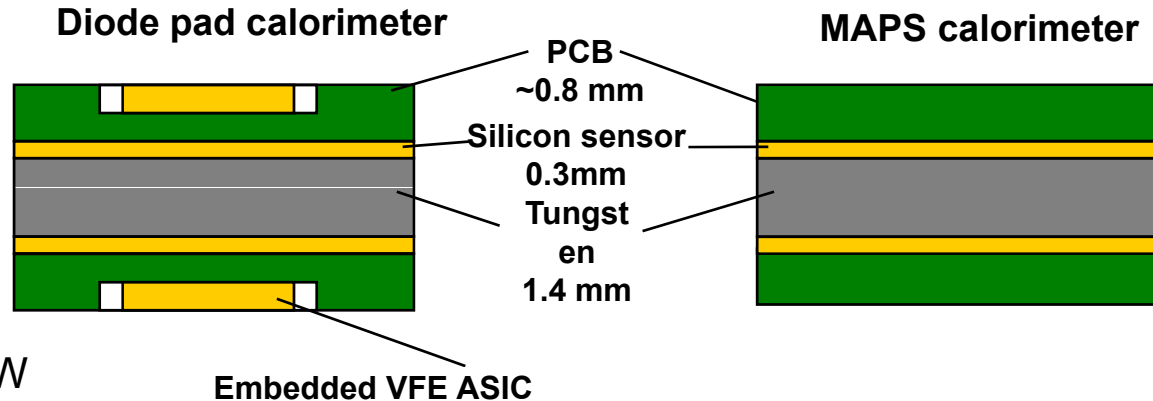 Diode pad calorimeter
MAPS calorimeter
PCB
~0.8 mm
Silicon sensor
0.3mm
Tungst
en
1.4 mm
W
Embedded VFE ASIC